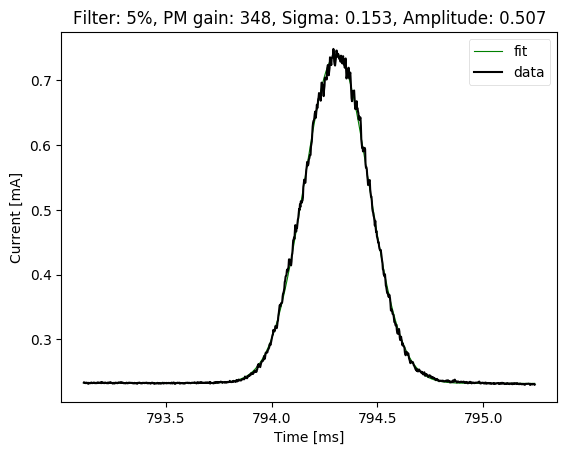 Filter: 5%, PM gain: 348, Sigma: 0.153, Amplitude: 0.507
fit
data
0.7
0.6
0.5
0.4
0.3
Current [mA]
793.5
794.0
794.5
795.0
Time [ms]